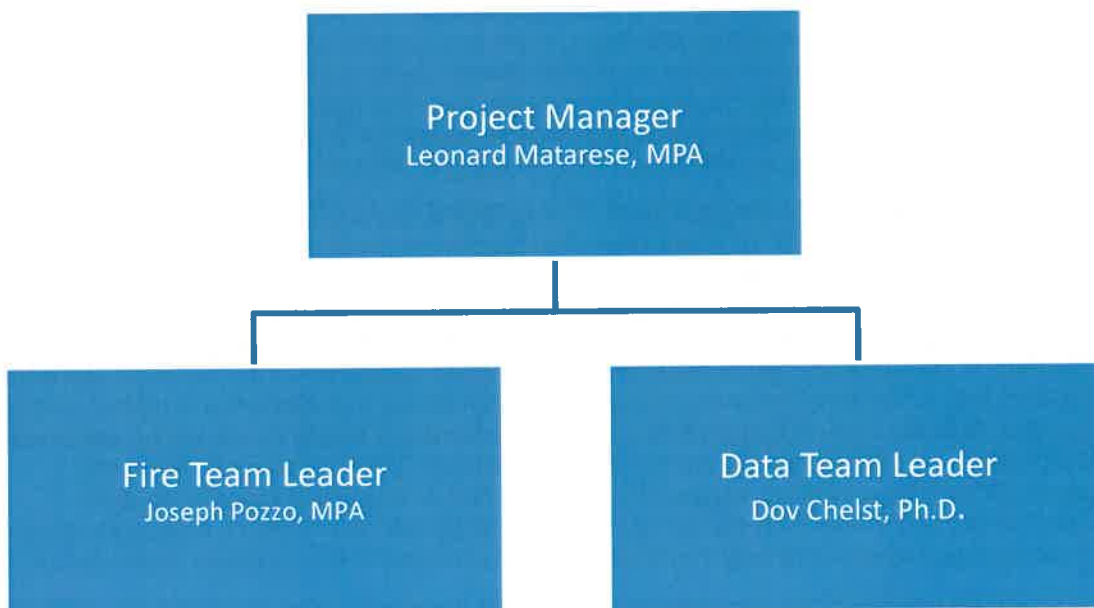 Project Manager
Leonard Matarese, MPA
Fire Team Leader
Joseph Pozzo, MPA
Data Team Leader
Dov Chelst, Ph.D.